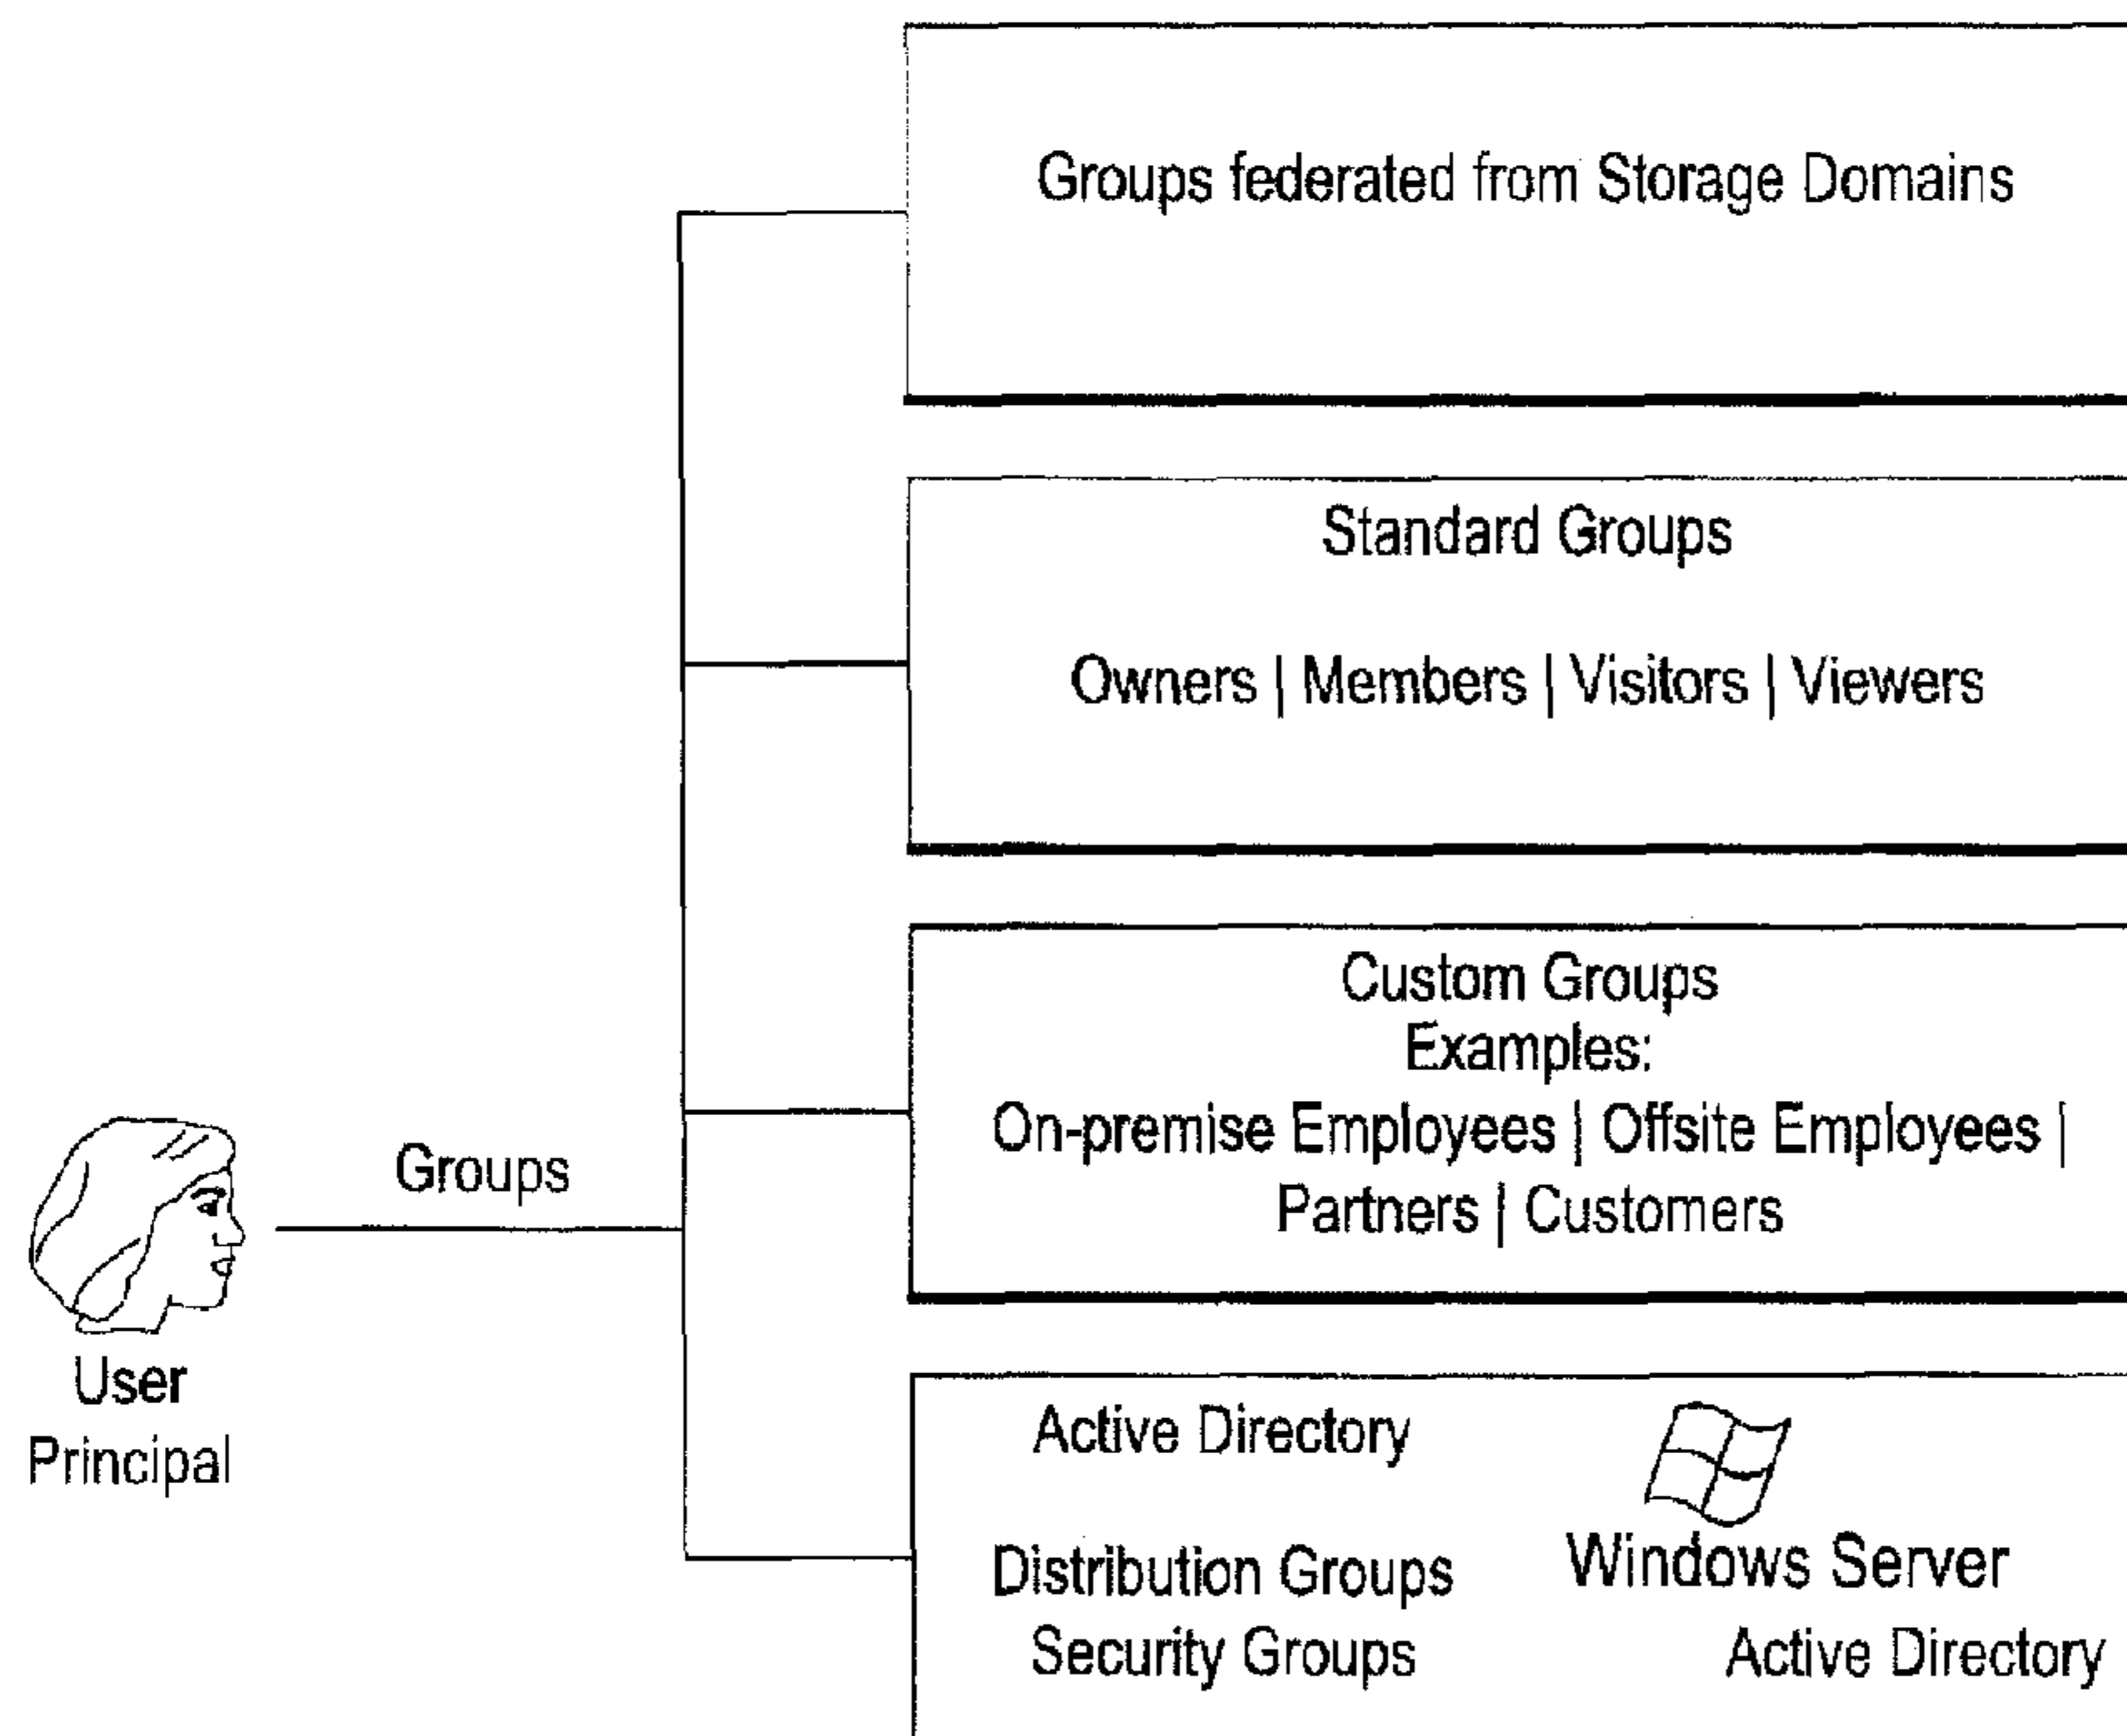 Groups federated from Storage Domains
Standard Groups
Owners | Members | Visitors | Viewers
Custom Groups
Examples:
On-premise Employees | Offsite Employees |
Partners | Customers
Groups
User
Principal
Active Directory
Distribution Groups
Security Groups
Windows Server
Active Directory